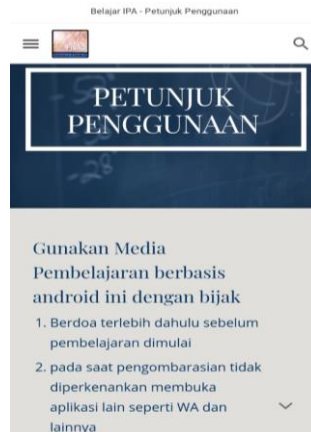 Belajar IPA - Petunjuk Penggunaan
PETUNJUK
PENGGUNAAN
Gunakan Media
Pembelajaran berbasis
android ini dengan bijak
1. Berdoa terlebih dahulu sebelum
pembelajaran dimulai
2. pada saat pengombarasian tidak
diperkenankan membuka
aplikasi lain seperti WA dan
lainnya